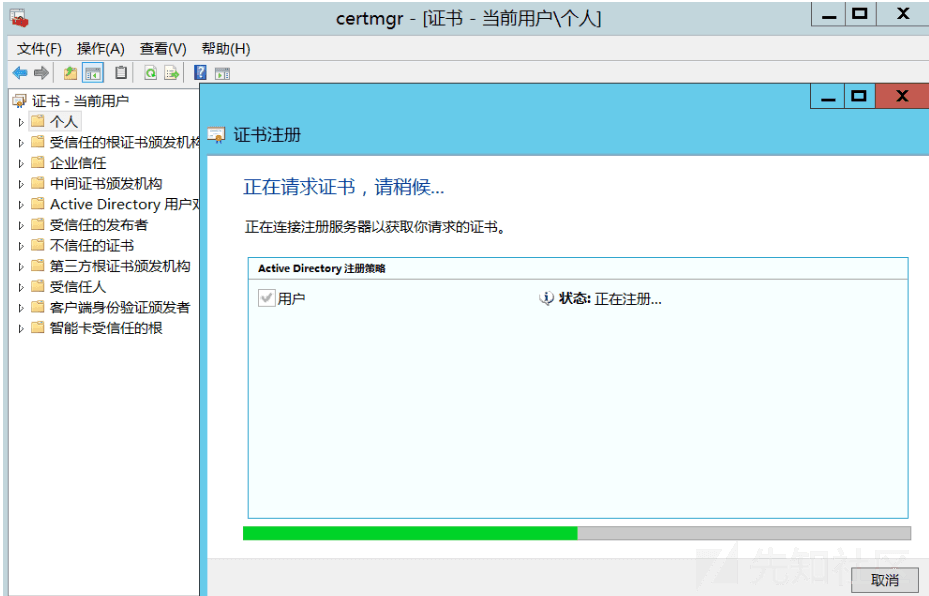 certmgr - [证书 - 当前用户\个人]
文件(F) 操作(A) 查看(V) 帮助(H)
证书 - 当前用户
个人
受信任的根证书颁发机构
企业信任
中间证书颁发机构
Active Directory 用户对
受信任的发布者
不信任的证书
第三方根证书颁发机构
受信任人
客户端身份验证颁发者
智能卡受信任的根
证书注册
正在请求证书，请稍候...
正在连接注册服务器以获取你请求的证书。
Active Directory 注册策略
用户
状态: 正在注册...
先知社区
取消